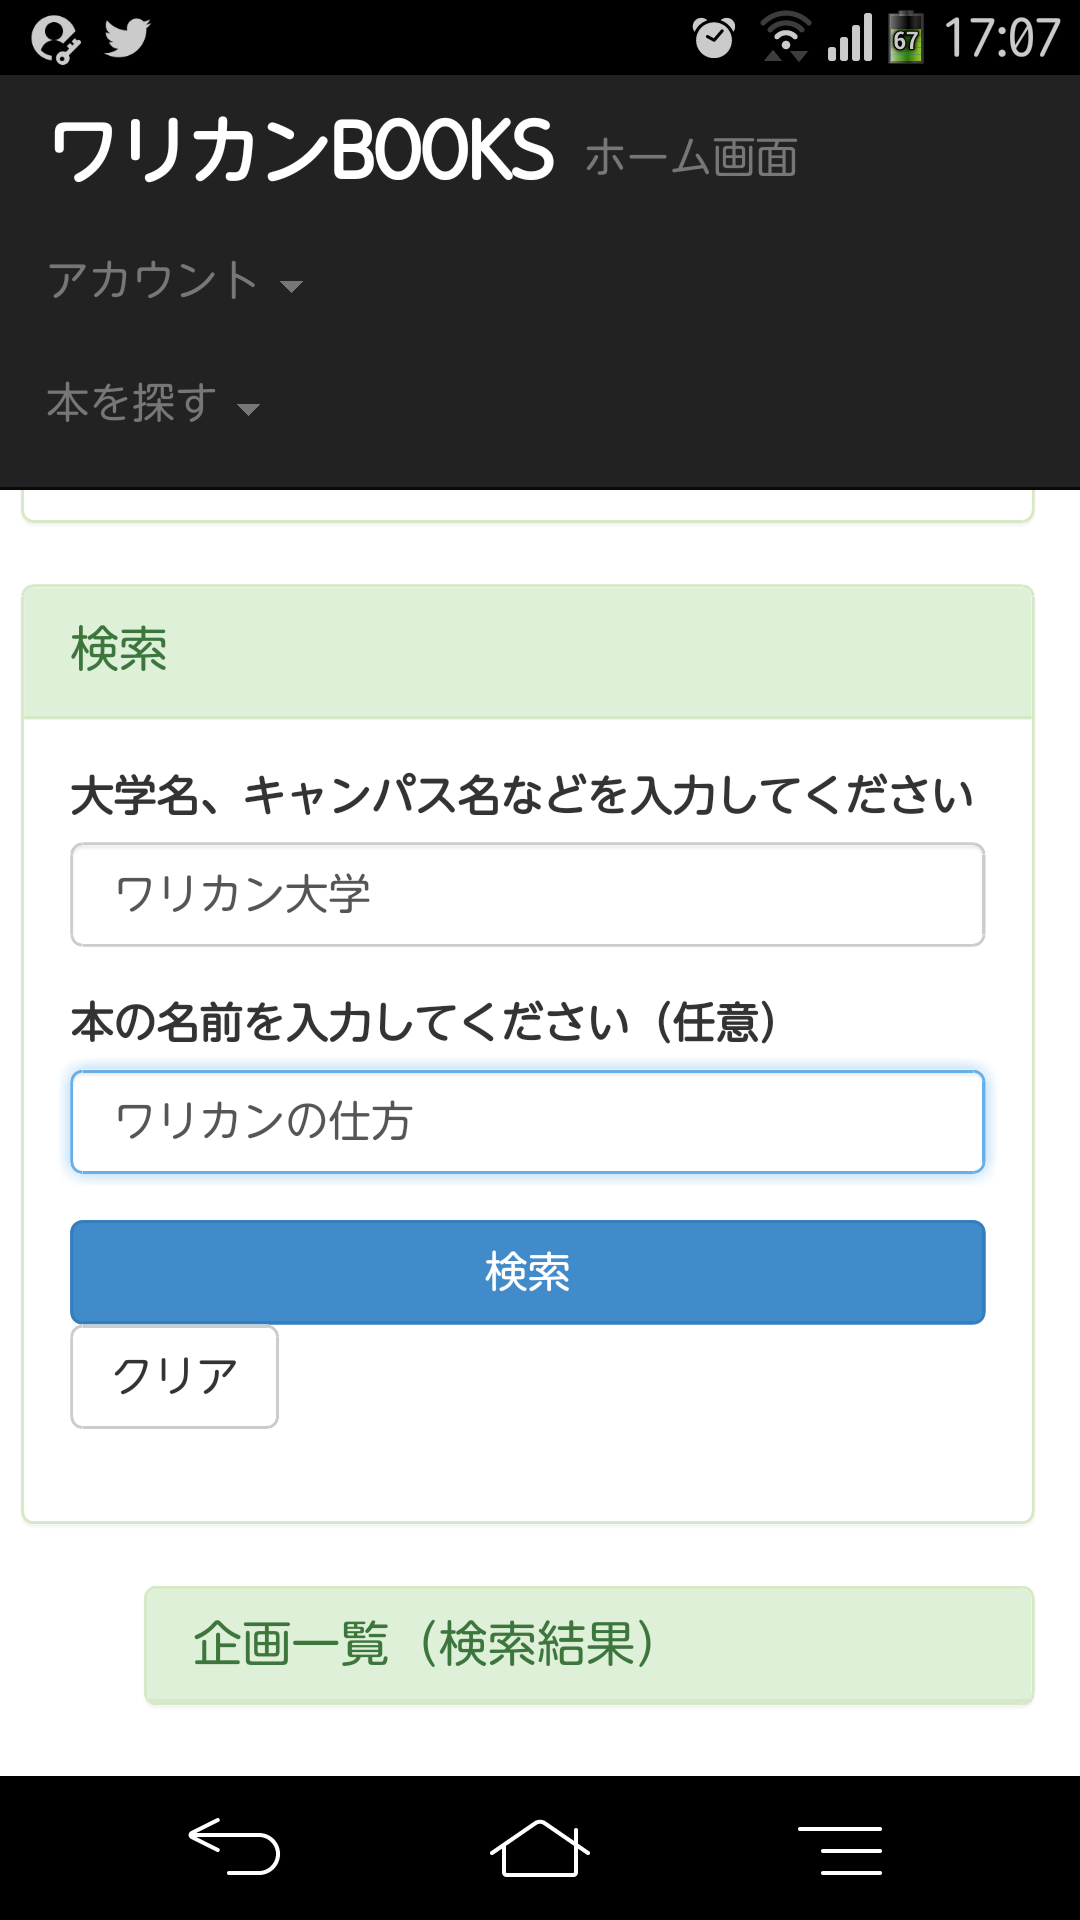 67 17:07
ワリカンBOOKS ホーム画面
アカウント
本を探す
検索
大学名、キャンパス名などを入力してください
ワリカン大学
本の名前を入力してください（任意）
ワリカンの仕方
検索
クリア
企画一覧（検索結果）